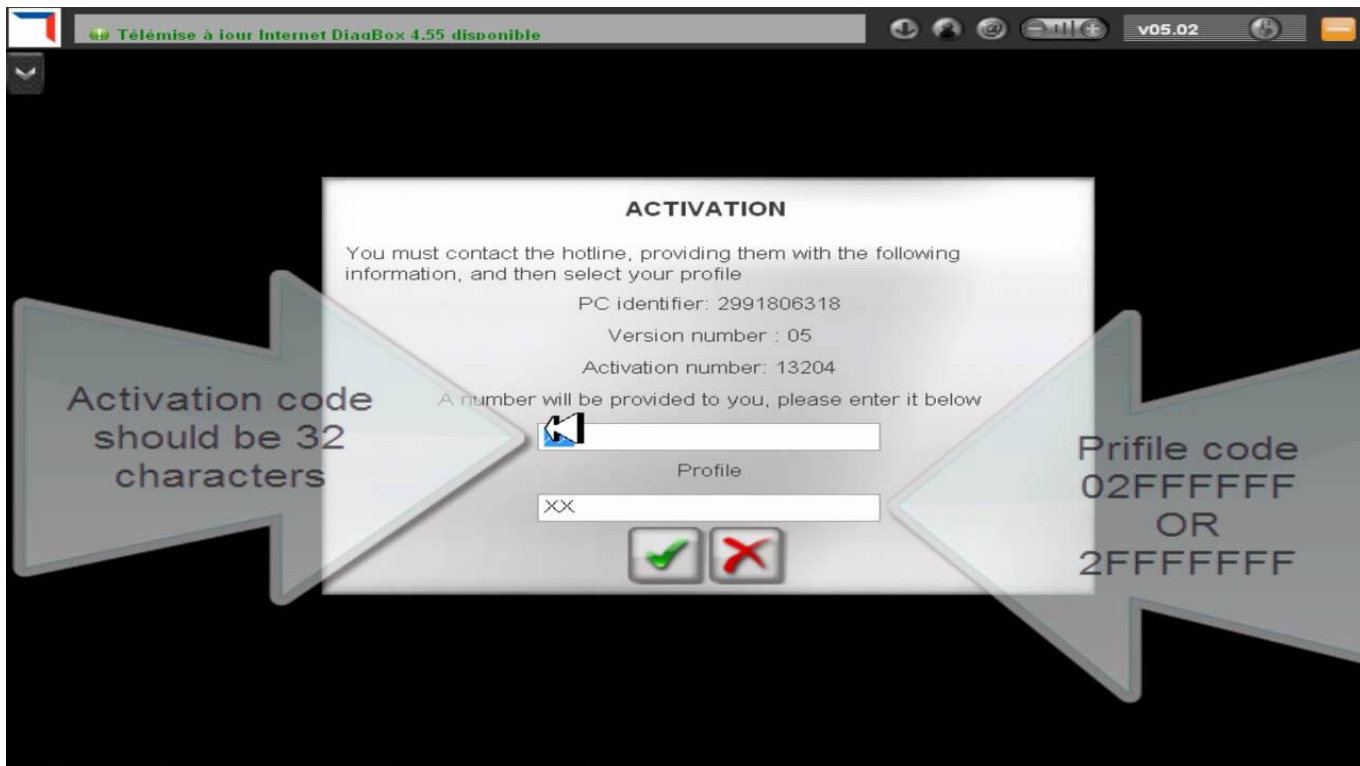 Télémise à jour Internet DiagBox 4.55 disponible
v05.02
ACTIVATION
You must contact the hotline, providing them with the following
information, and then select your profile
PC identifier: 2991806318
Version number : 05
Activation number: 13204
A number will be provided to you, please enter it below
Profile
XX
Activation code
should be 32
characters
Prifile code
02FFFFFF
OR
2FFFFFFF